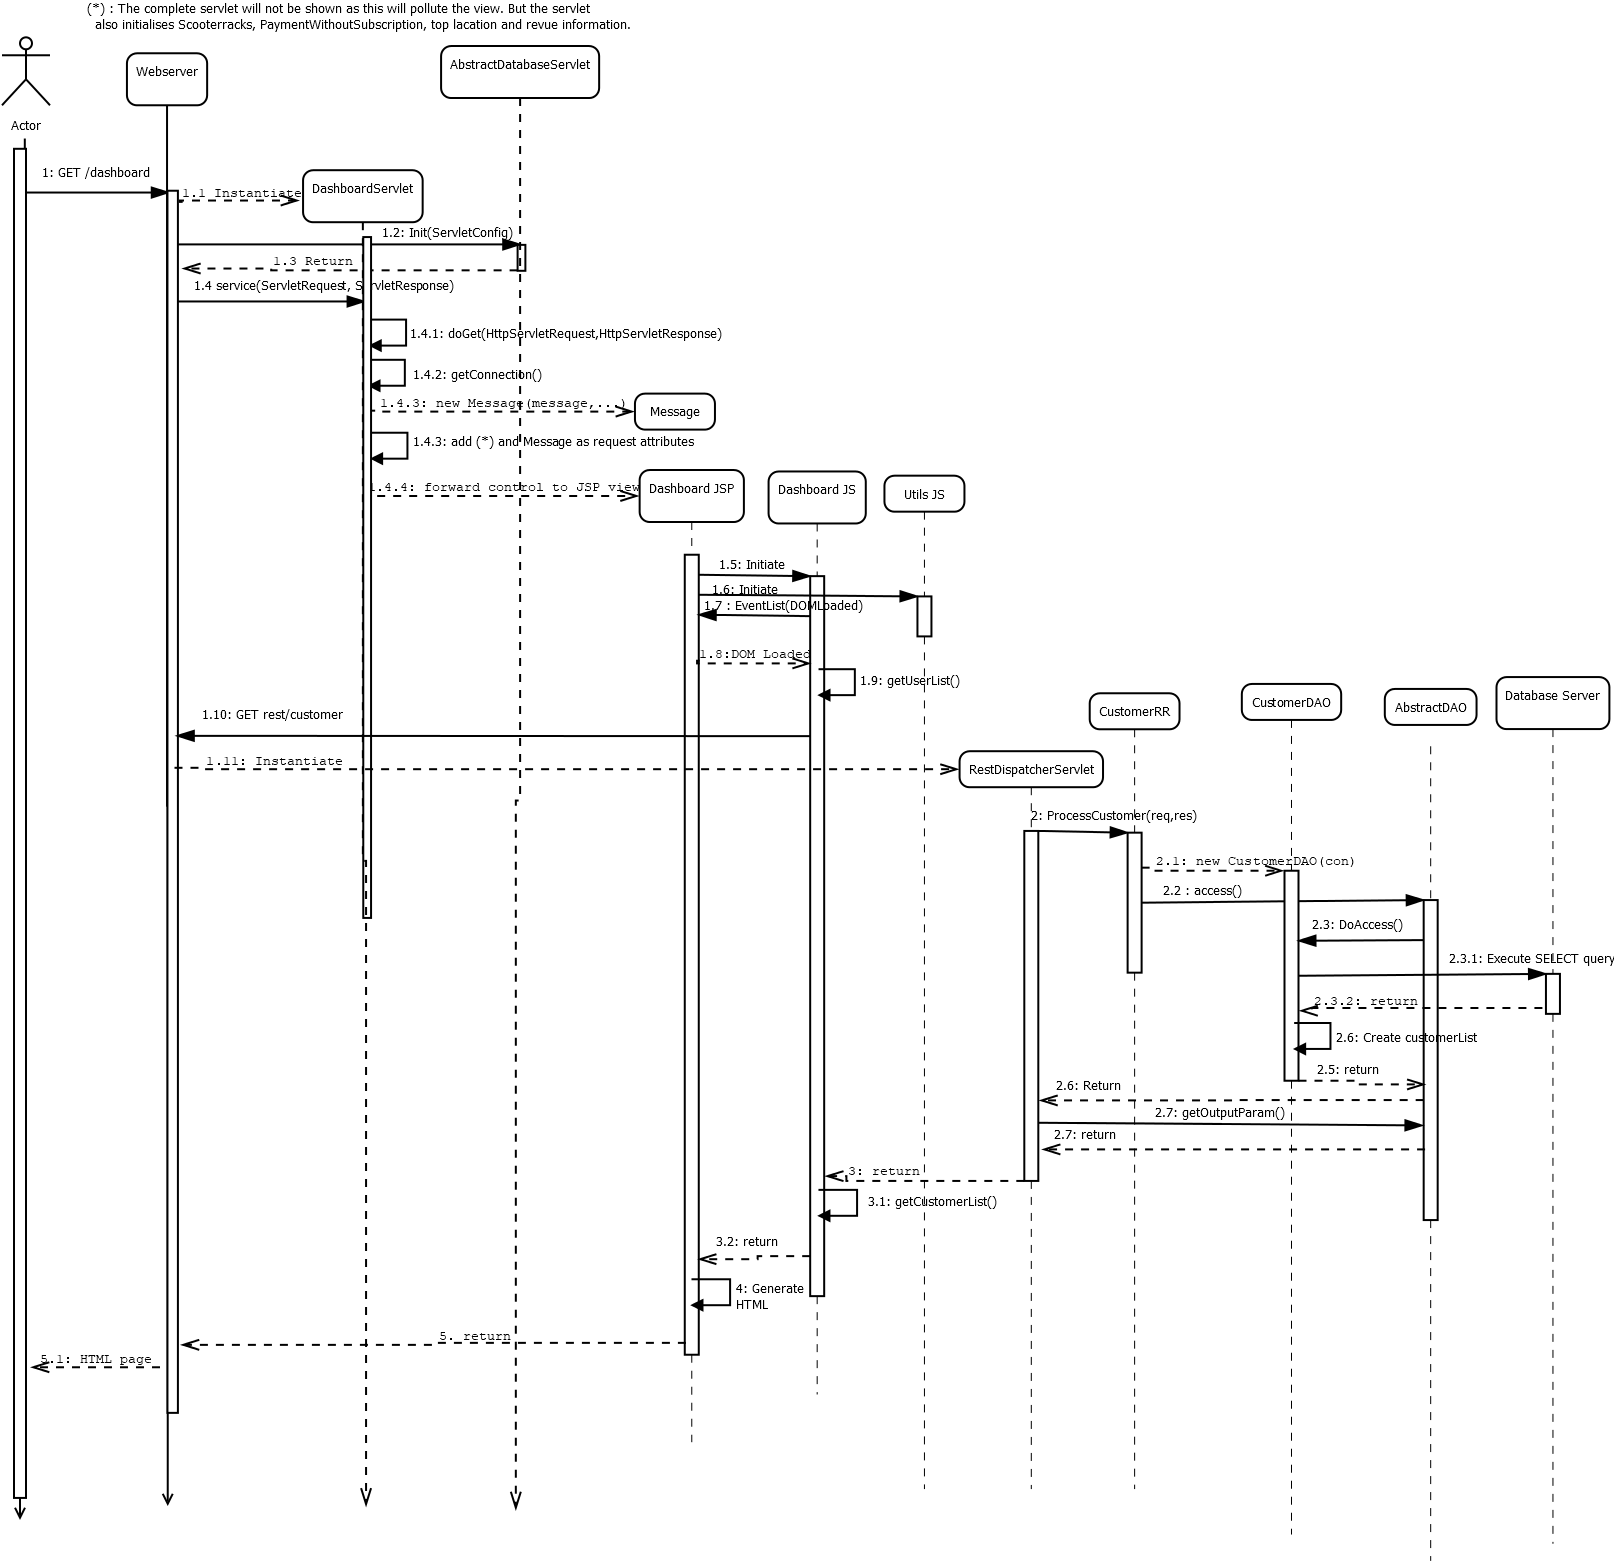 (*) : The complete servlet will not be shown as this will pollute the view. But the servlet
also initialises Scooterracks, PaymentWithoutSubscription, top lacation and revue information.
Actor
Webserver
AbstractDatabaseServlet
1: GET /dashboard
1.1 Instantiate
DashboardServlet
1.2: Init(ServletConfig)
1.3 Return
1.4 service(ServletRequest, ServletResponse)
1.4.1: doGet(HttpServletRequest,HttpServletResponse)
1.4.2: getConnection()
1.4.3: new Message(message,...)
Message
1.4.3: add (*) and Message as request attributes
1.4.4: forward control to JSP view
Dashboard JSP
Dashboard JS
Utils JS
1.5: Initiate
1.6: Initiate
1.7 : EventList(DOMLoaded)
1.8:DOM Loaded
1.9: getUserList()
1.10: GET rest/customer
CustomerRR
CustomerDAO
AbstractDAO
Database Server
1.11: Instantiate
RestDispatcherServlet
2: ProcessCustomer(req,res)
2.1: new CustomerDAO(con)
2.2 : access()
2.3: DoAccess()
2.3.1: Execute SELECT query
2.3.2: return
2.6: Create customerList
2.5: return
2.6: Return
2.7: getOutputParam()
2.7: return
3: return
3.1: getCustomerList()
3.2: return
4: Generate
HTML
5. return
5.1: HTML page